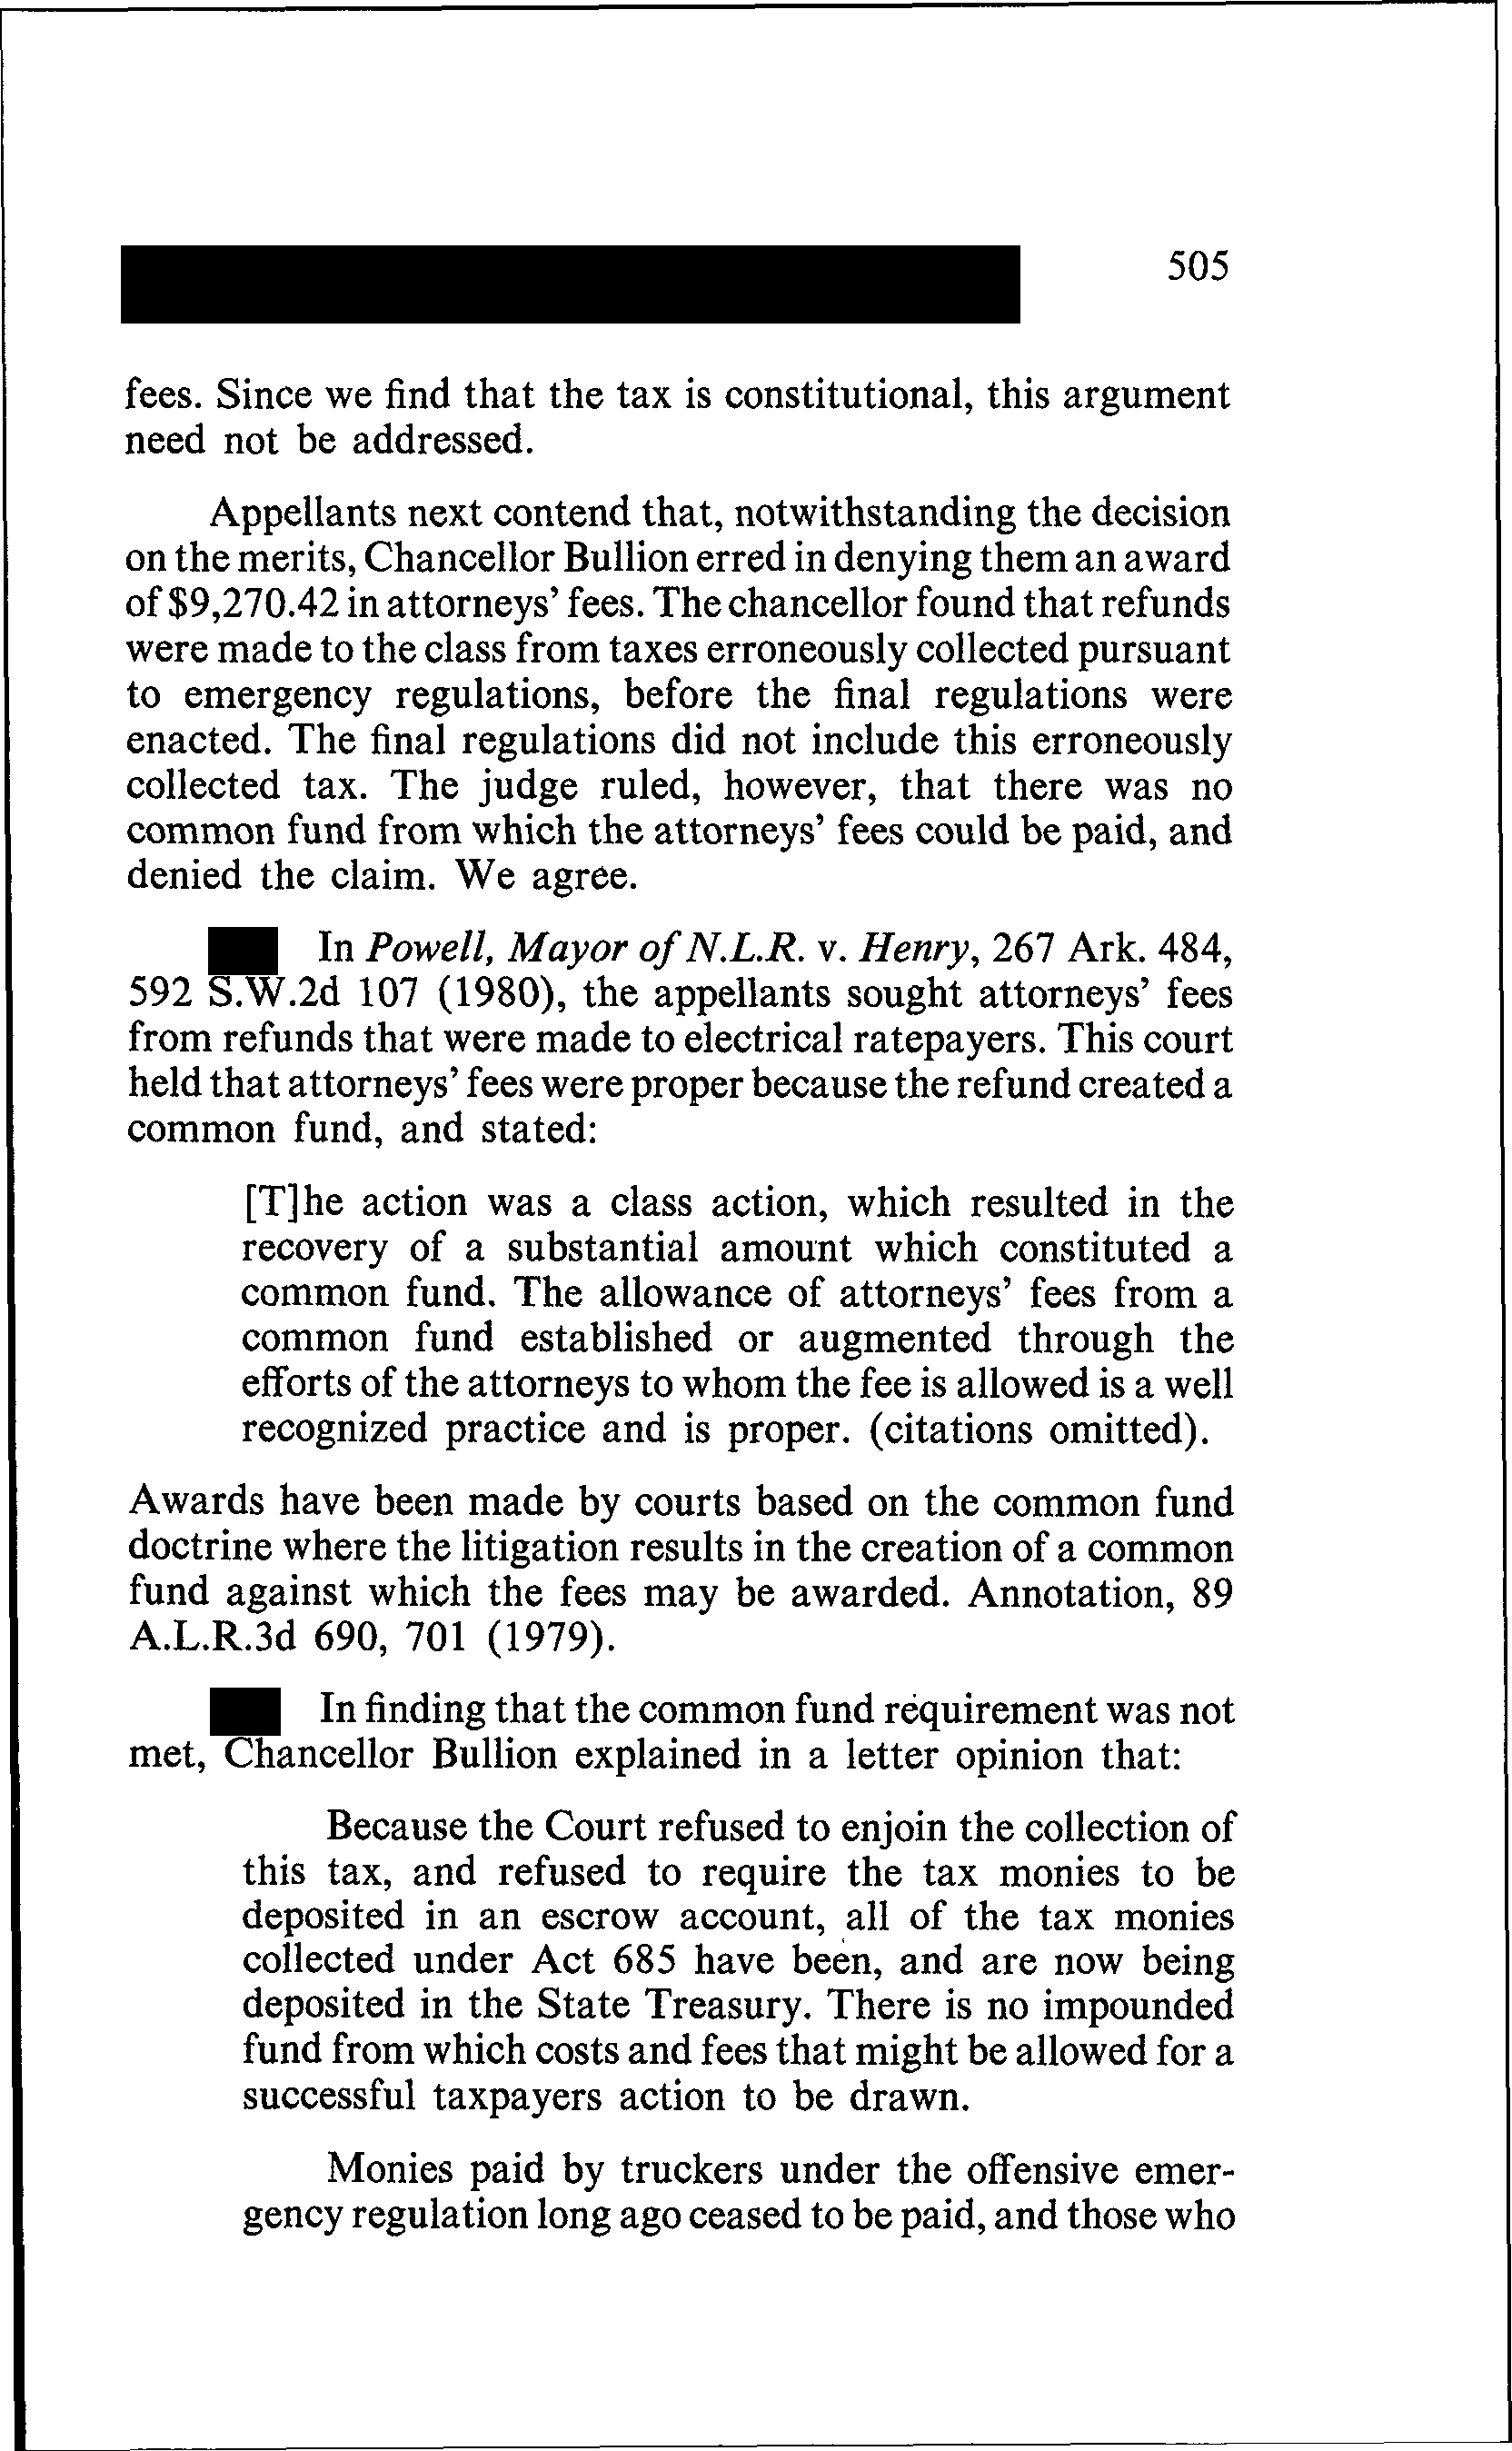 505
fees. Since we find that the tax is constitutional, this argument
need not be addressed.
Appellants next contend that, notwithstanding the decision
on the merits, Chancellor Bullion erred in denying them an award
of $9,270.42 in attorneys' fees. The chancellor found that refunds
were made to the class from taxes erroneously collected pursuant
to emergency regulations, before the final regulations were
enacted. The final regulations did not include this erroneously
collected tax. The judge ruled, however, that there was no
common fund from which the attorneys' fees could be paid, and
denied the claim. We agree.
In Powell, Mayor of N.L.R. v. Henry, 267 Ark. 484,
592 S.W.2d 107 (1980), the appellants sought attorneys' fees
from refunds that were made to electrical ratepayers. This court
held that attorneys' fees were proper because the refund created a
common fund, and stated:
[T]he action was a class action, which resulted in the
recovery of a substantial amount which constituted a
common fund. The allowance of attorneys' fees from a
common fund established or augmented through the
efforts of the attorneys to whom the fee is allowed is a well
recognized practice and is proper. (citations omitted).
Awards have been made by courts based on the common fund
doctrine where the litigation results in the creation of a common
fund against which the fees may be awarded. Annotation, 89
A.L.R.3d 690, 701 (1979).
In finding that the common fund requirement was not
met, Chancellor Bullion explained in a letter opinion that:
Because the Court refused to enjoin the collection of
this tax, and refused to require the tax monies to be
deposited in an escrow account, all of the tax monies
collected under Act 685 have been, and are now being
deposited in the State Treasury. There is no impounded
fund from which costs and fees that might be allowed for a
successful taxpayers action to be drawn.
Monies paid by truckers under the offensive emer-
gency regulation long ago ceased to be paid, and those who